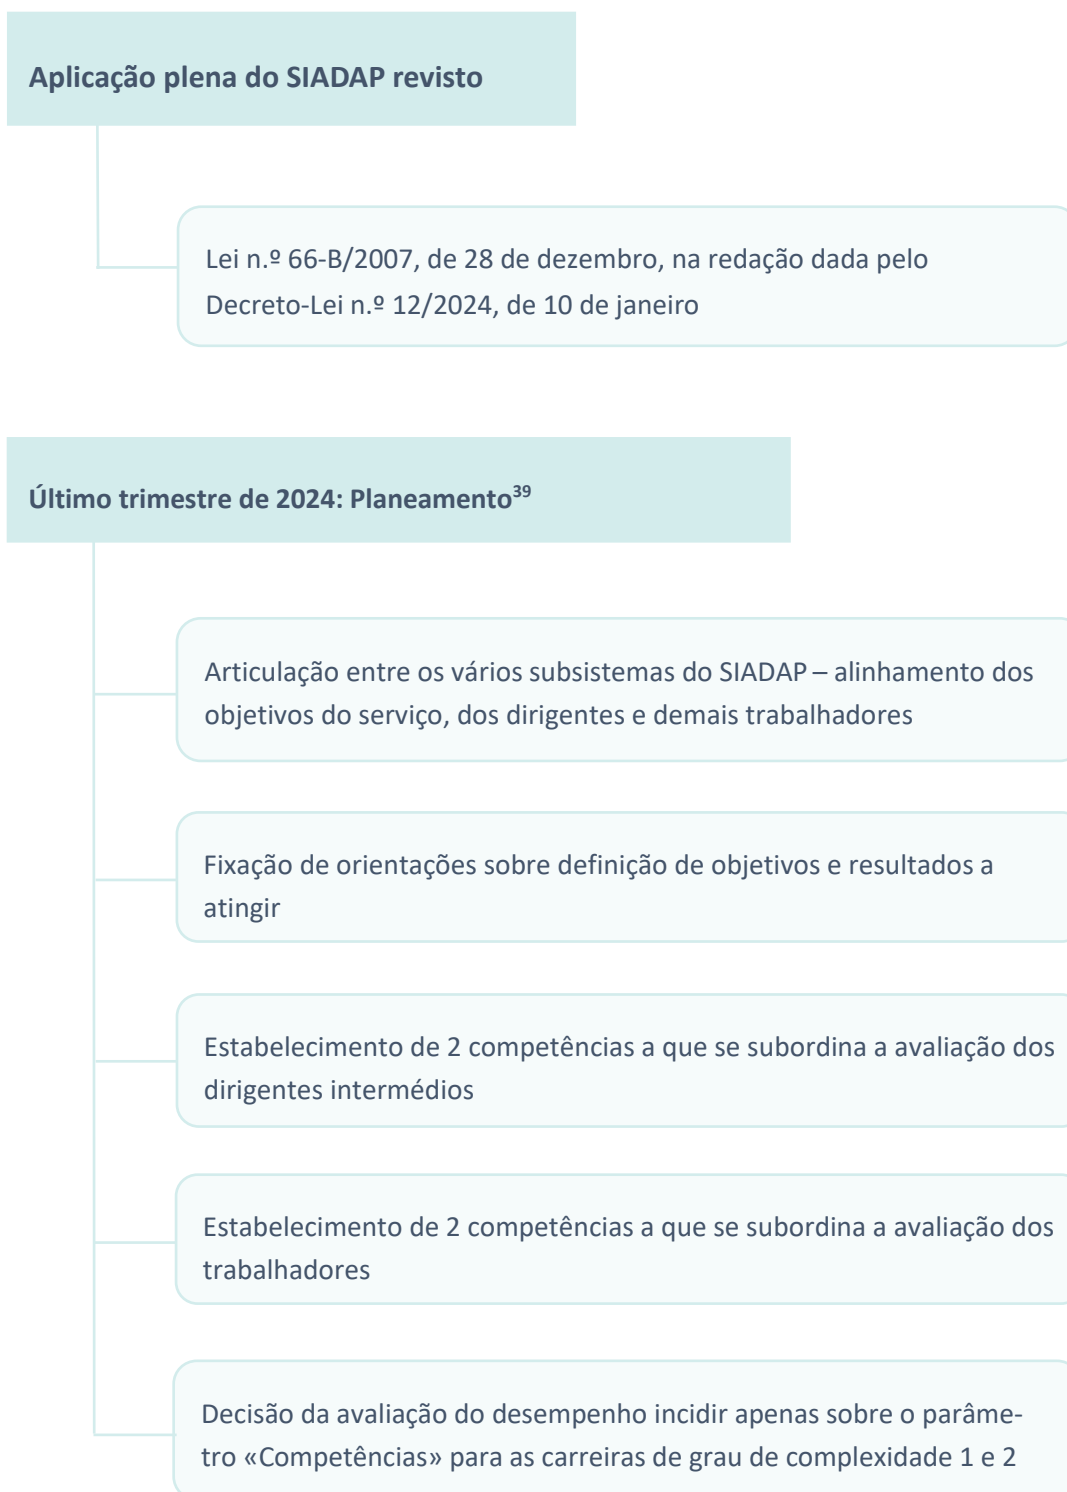 Aplicação plena do SIADAP revisto
Lei n.º 66-B/2007, de 28 de dezembro, na redação dada pelo
Decreto-Lei n.º 12/2024, de 10 de janeiro
Último trimestre de 2024: Planeamento39
Articulação entre os vários subsistemas do SIADAP – alinhamento dos
objetivos do serviço, dos dirigentes e demais trabalhadores
Fixação de orientações sobre definição de objetivos e resultados a
atingir
Estabelecimento de 2 competências a que se subordina a avaliação dos
dirigentes intermédios
Estabelecimento de 2 competências a que se subordina a avaliação dos
trabalhadores
Decisão da avaliação do desempenho incidir apenas sobre o parâme-
tro «Competências» para as carreiras de grau de complexidade 1 e 2